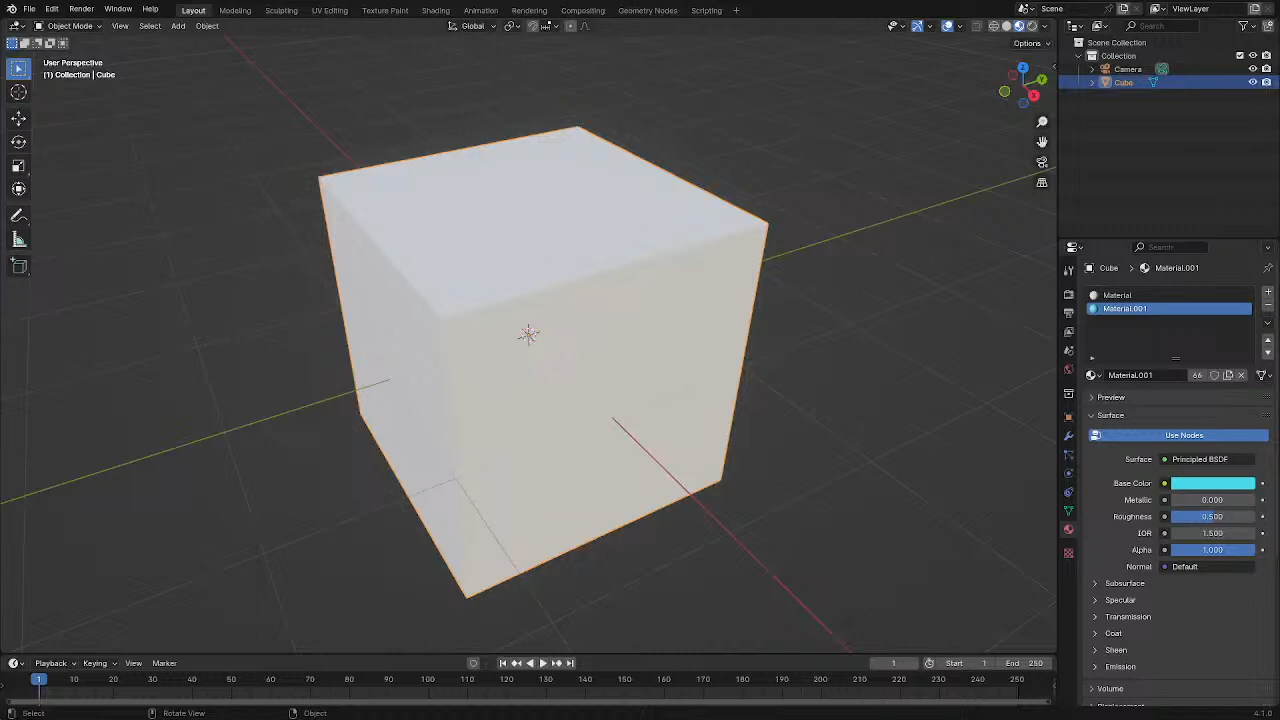 File Edit Render Window Help Layout Modeling Sculpting UV Editing Texture Paint Shading Animation Rendering Compositing Geometry Nodes Scripting + Scene ViewLayer
Object Mode View Select Add Object Global Search
Options
User Perspective
(1) Collection | Cube
Z
Y
X
Scene Collection
Collection
Camera
Cube
Search
Cube Material.001
Material
Material.001
Material.001 66
Preview
Surface
Use Nodes
Surface Principled BSDF
Base Color
Metallic 0.000
Roughness 0.500
IOR 1.500
Alpha 1.000
Normal Default
Subsurface
Specular
Transmission
Coat
Sheen
Emission
Volume
Playback Keying View Marker 1 Start 1 End 250
1 10 20 30 40 50 60 70 80 90 100 110 120 130 140 150 160 170 180 190 200 210 220 230 240 250
Select Rotate View Object 4.1.0